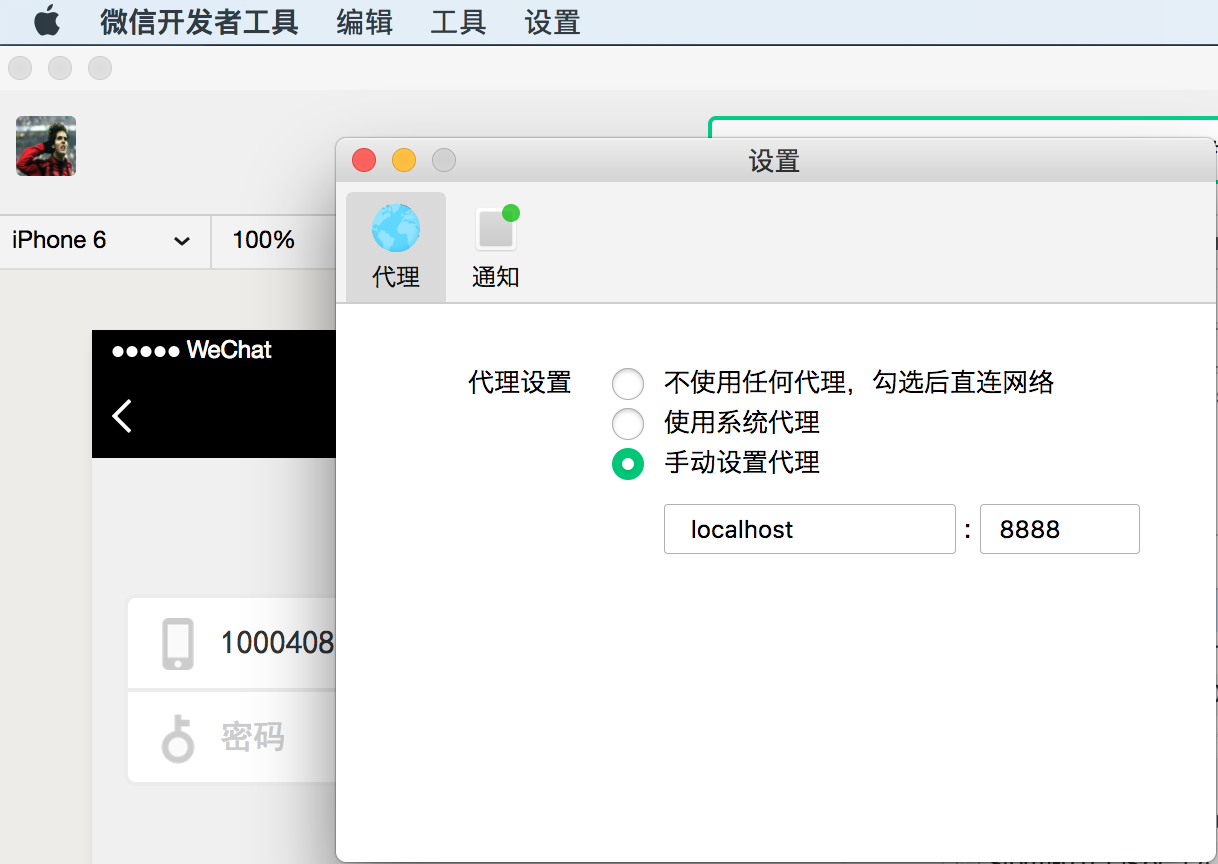 微信开发者工具 编辑 工具 设置
设置
iPhone 6 100%
代理 通知
WeChat
代理设置 不使用任何代理，勾选后直连网络
使用系统代理
手动设置代理
localhost : 8888
1000408
密码